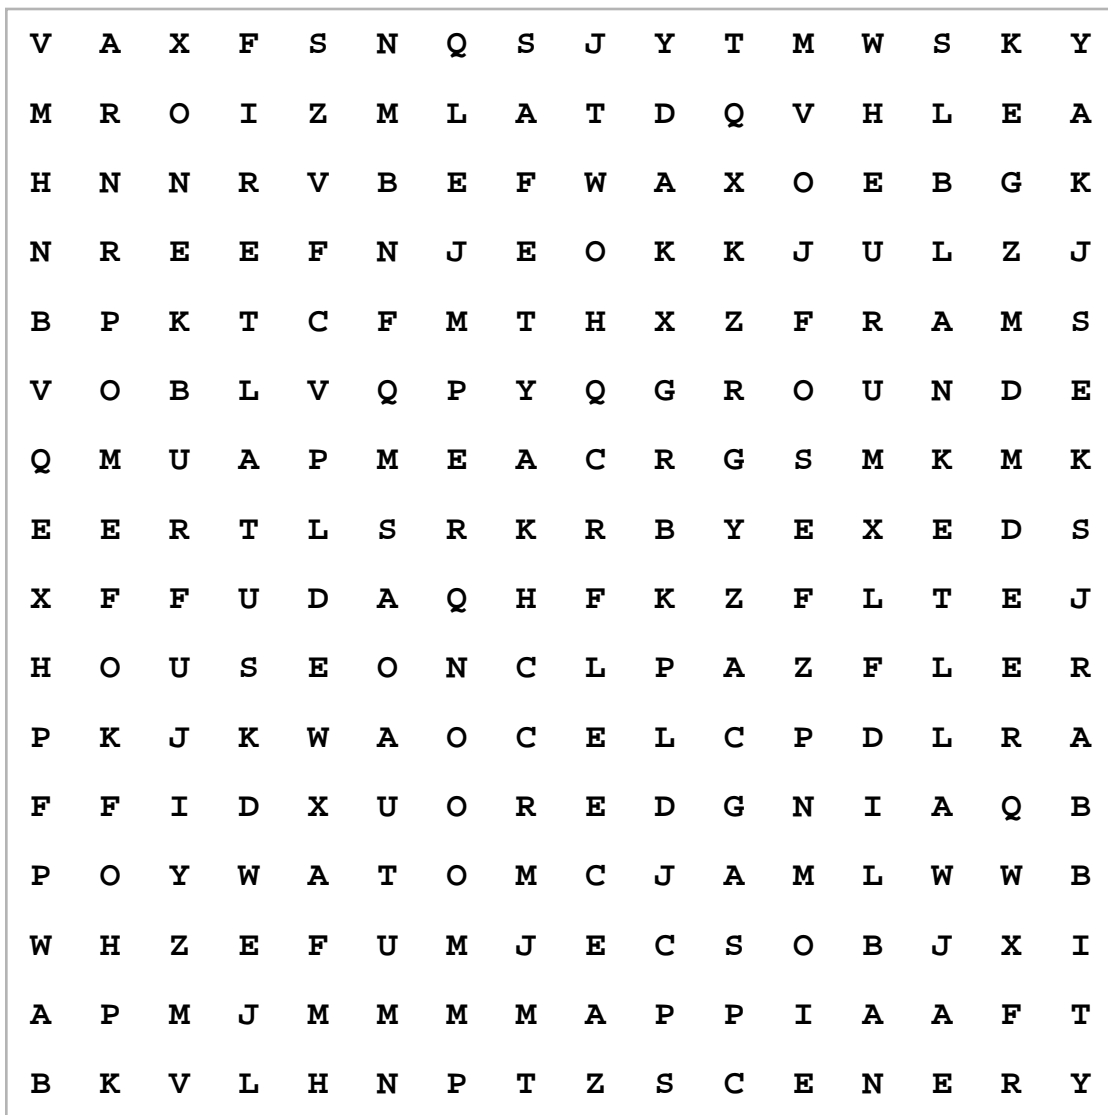 V A X F S N Q S J Y T M W S K Y
M R O I Z M L A T D Q V H L E A
H N N R V B E F W A X O E B G K
N R E E F N J E O K K J U L Z J
B P K T C F M T H X Z F R A M S
V O B L V Q P Y Q G R O U N D E
Q M U A P M E A C R G S M K M K
E E R T L S R K R B Y E X E D S
X F F U D A Q H F K Z F L T E J
H O U S E O N C L P A Z F L E R
P K J K W A O C E L C P D L R A
F F I D X U O R E D G N I A Q B
P O Y W A T O M C J A M L W W B
W H Z E F U M J E C S O B J X I
A P M J M M M M A P P I A A F T
B K V L H N P T Z S C E N E R Y